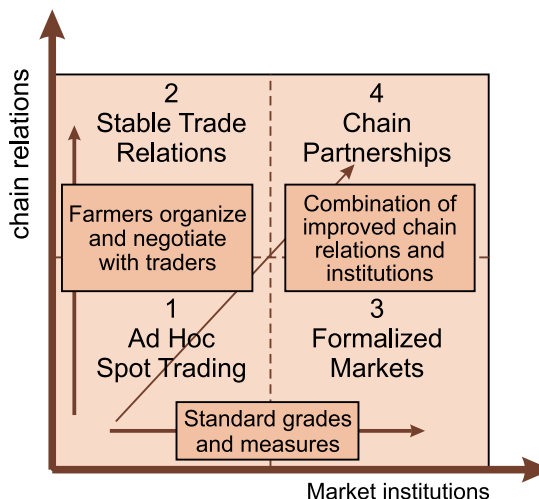 chain relations
2
Stable Trade
Relations
4
Chain
Partnerships
Farmers organize
and negotiate
with traders
Combination of
improved chain
relations and
institutions
1
Ad Hoc
Spot Trading
3
Formalized
Markets
Standard grades
and measures
Market institutions